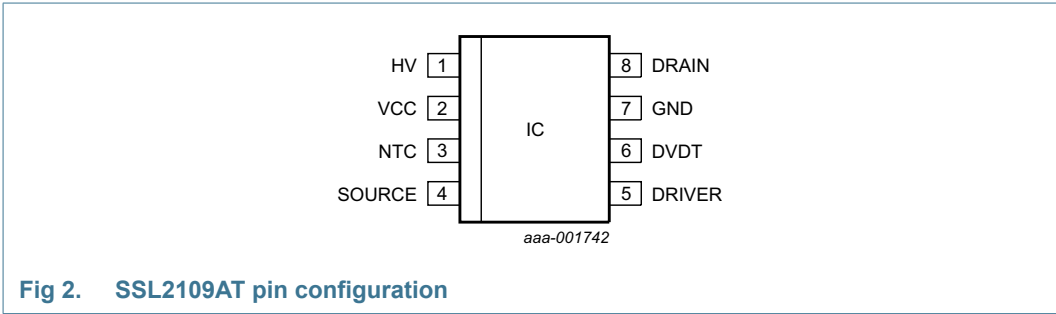 HV 1 8 DRAIN
VCC 2 7 GND
IC
NTC 3 6 DVDT
SOURCE 4 5 DRIVER
aaa-001742
Fig 2. SSL2109AT pin configuration